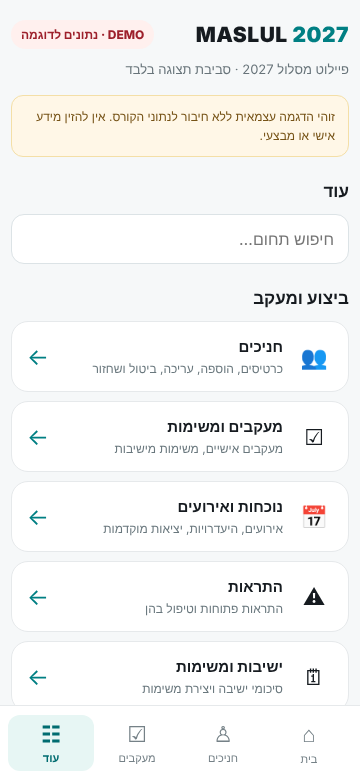 MASLUL 2027
DEMO · נתונים לדוגמה
פיילוט מסלול 2027 · סביבת תצוגה בלבד
זוהי הדגמה עצמאית ללא חיבור לנתוני הקורס. אין להזין מידע
אישי או מבצעי.
עוד
חיפוש תחום...
ביצוע ומעקב
חניכים
כרטיסים, הוספה, עריכה, ביטול ושחזור
מעקבים ומשימות
מעקבים אישיים, משימות מישיבות
נוכחות ואירועים
אירועים, היעדרויות, יציאות מוקדמות
התראות
התראות פתוחות וטיפול בהן
ישיבות ומשימות
סיכומי ישיבה ויצירת משימות
בית
חניכים
מעקבים
עוד